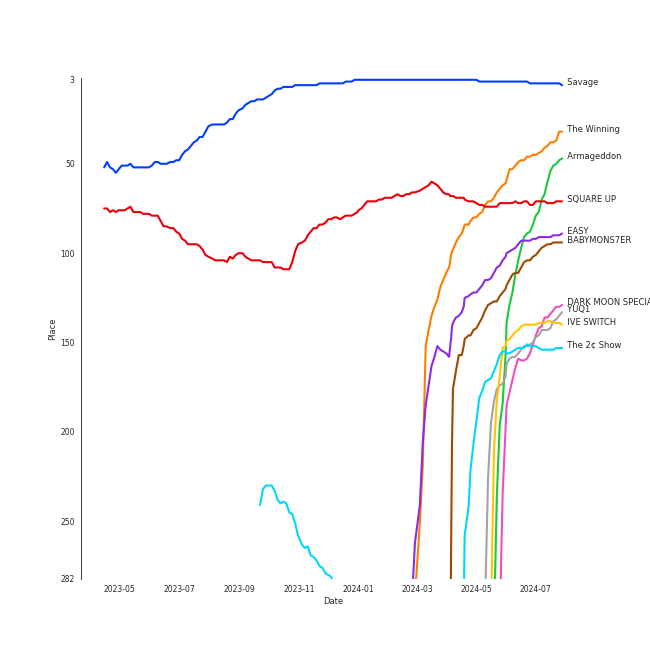 3
50
100
150
200
250
282
Place
Savage
The Winning
Armageddon
SQUARE UP
EASY
BABYMONS7ER
DARK MOON SPECIA
YUQ1
IVE SWITCH
The 2¢ Show
2023-05
2023-07
2023-09
2023-11
2024-01
2024-03
2024-05
2024-07
Date